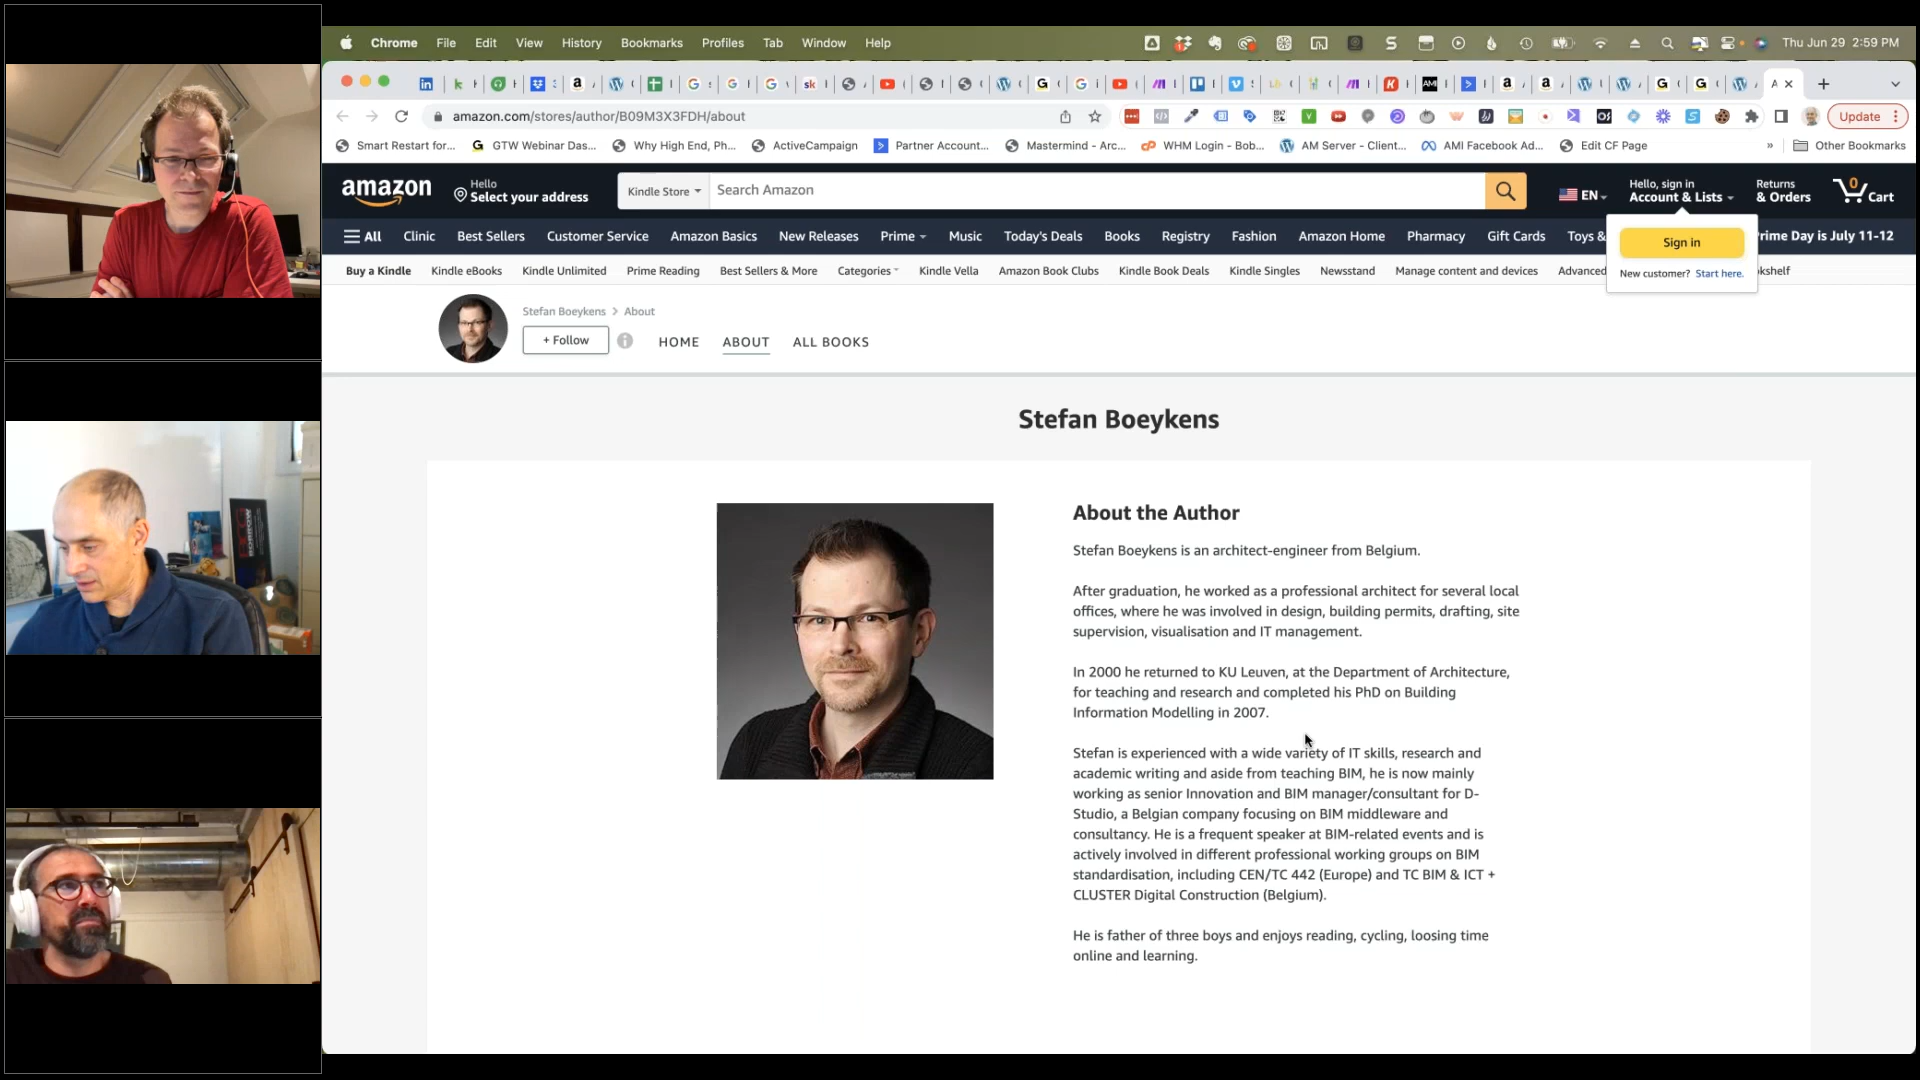 Chrome File Edit View History Bookmarks Profiles Tab Window Help
Thu Jun 29 2:59 PM
amazon.com/stores/author/B09M3X3FDH/about
Update
Smart Restart for...
GTW Webinar Das...
Why High End, Ph...
ActiveCampaign
Partner Account...
Mastermind - Arc...
WHM Login - Bob...
AM Server - Client...
AMI Facebook Ad...
Edit CF Page
»
Other Bookmarks
amazon
Hello
Select your address
Kindle Store
Search Amazon
EN
Hello, sign in
Account & Lists
Returns
& Orders
0
Cart
All Clinic Best Sellers Customer Service Amazon Basics New Releases Prime Music Today's Deals Books Registry Fashion Amazon Home Pharmacy Gift Cards Toys &
rime Day is July 11-12
Sign in
New customer? Start here.
Buy a Kindle Kindle eBooks Kindle Unlimited Prime Reading Best Sellers & More Categories Kindle Vella Amazon Book Clubs Kindle Book Deals Kindle Singles Newsstand Manage content and devices Advanced
kshelf
Stefan Boeykens > About
+ Follow
HOME ABOUT ALL BOOKS
Stefan Boeykens
About the Author
Stefan Boeykens is an architect-engineer from Belgium.
After graduation, he worked as a professional architect for several local
offices, where he was involved in design, building permits, drafting, site
supervision, visualisation and IT management.
In 2000 he returned to KU Leuven, at the Department of Architecture,
for teaching and research and completed his PhD on Building
Information Modelling in 2007.
Stefan is experienced with a wide variety of IT skills, research and
academic writing and aside from teaching BIM, he is now mainly
working as senior Innovation and BIM manager/consultant for D-
Studio, a Belgian company focusing on BIM middleware and
consultancy. He is a frequent speaker at BIM-related events and is
actively involved in different professional working groups on BIM
standardisation, including CEN/TC 442 (Europe) and TC BIM & ICT +
CLUSTER Digital Construction (Belgium).
He is father of three boys and enjoys reading, cycling, loosing time
online and learning.